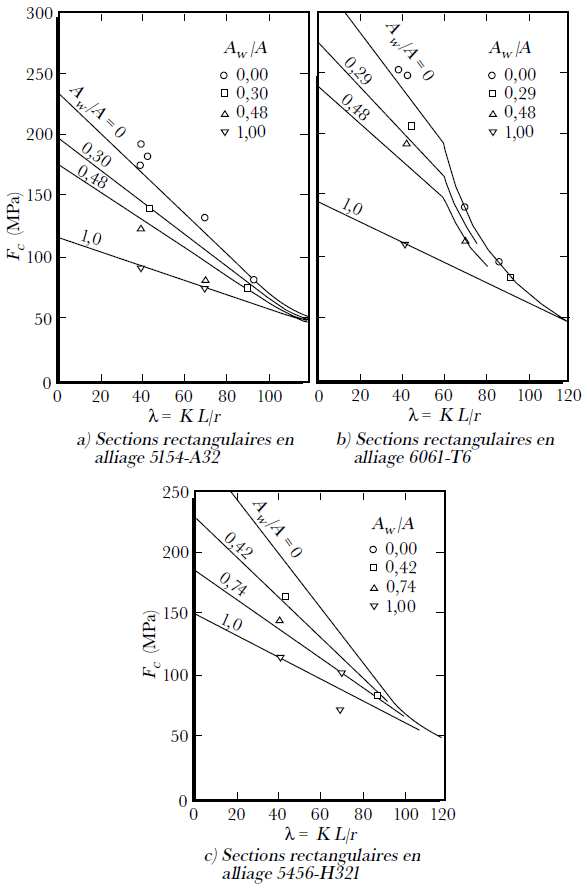 300
250
200
150
100
50
0
F_c (MPa)
A_w/A = 0
0,30
0,48
1,0
A_w/A
0,00
0,30
0,48
1,00
0 20 40 60 80 100
λ = K L/r
a) Sections rectangulaires en
alliage 5154-A32
A_w/A = 0
0,29
0,48
1,0
A_w/A
0,00
0,29
0,48
1,00
0 20 40 60 80 100 120
λ = K L/r
b) Sections rectangulaires en
alliage 6061-T6
250
200
150
100
50
0
F_c (MPa)
A_w/A = 0
0,42
0,74
1,0
A_w/A
0,00
0,42
0,74
1,00
0 20 40 60 80 100 120
λ = K L/r
c) Sections rectangulaires en
alliage 5456-H321